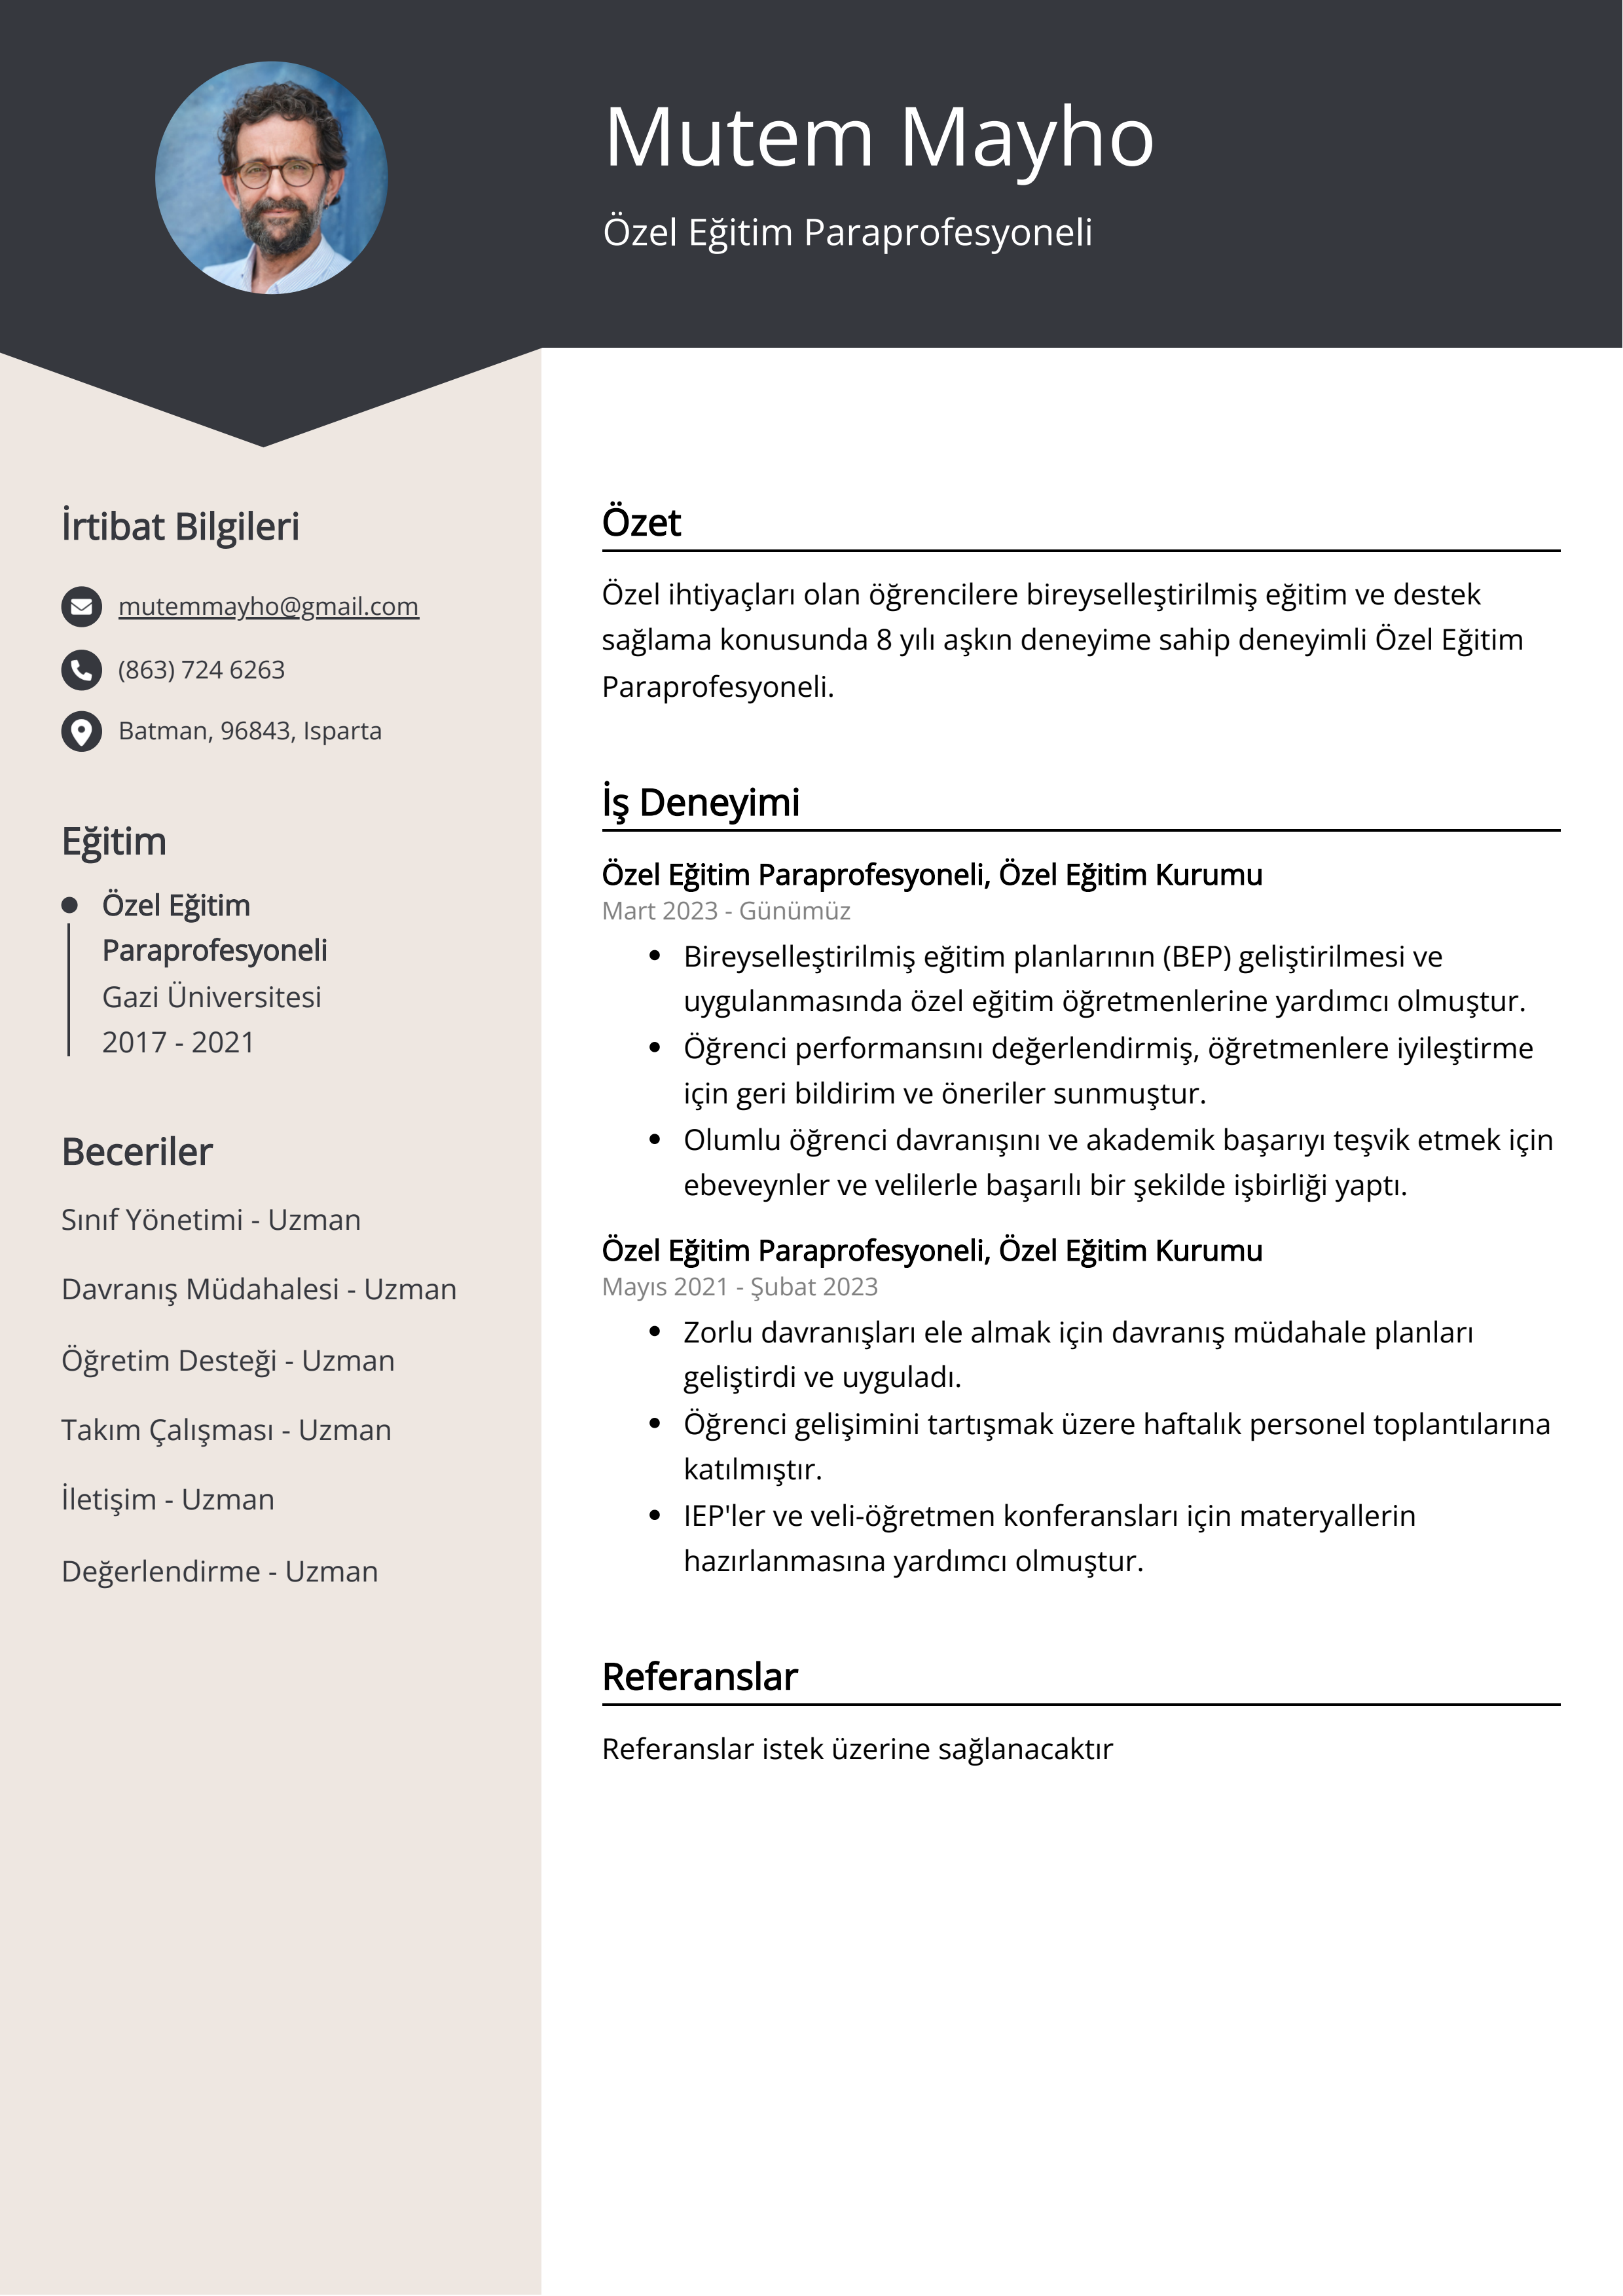 Mutem Mayho
Özel Eğitim Paraprofesyoneli
İrtibat Bilgileri
mutemmayho@gmail.com
(863) 724 6263
Batman, 96843, Isparta
Eğitim
Özel Eğitim
Paraprofesyoneli
Gazi Üniversitesi
2017 - 2021
Beceriler
Sınıf Yönetimi - Uzman
Davranış Müdahalesi - Uzman
Öğretim Desteği - Uzman
Takım Çalışması - Uzman
İletişim - Uzman
Değerlendirme - Uzman
Özet
Özel ihtiyaçları olan öğrencilere bireyselleştirilmiş eğitim ve destek
sağlama konusunda 8 yılı aşkın deneyime sahip deneyimli Özel Eğitim
Paraprofesyoneli.
İş Deneyimi
Özel Eğitim Paraprofesyoneli, Özel Eğitim Kurumu
Mart 2023 - Günümüz
• Bireyselleştirilmiş eğitim planlarının (BEP) geliştirilmesi ve
uygulanmasında özel eğitim öğretmenlerine yardımcı olmuştur.
• Öğrenci performansını değerlendirmiş, öğretmenlere iyileştirme
için geri bildirim ve öneriler sunmuştur.
• Olumlu öğrenci davranışını ve akademik başarıyı teşvik etmek için
ebeveynler ve velilerle başarılı bir şekilde işbirliği yaptı.
Özel Eğitim Paraprofesyoneli, Özel Eğitim Kurumu
Mayıs 2021 - Şubat 2023
• Zorlu davranışları ele almak için davranış müdahale planları
geliştirdi ve uyguladı.
• Öğrenci gelişimini tartışmak üzere haftalık personel toplantılarına
katılmıştır.
• IEP'ler ve veli-öğretmen konferansları için materyallerin
hazırlanmasına yardımcı olmuştur.
Referanslar
Referanslar istek üzerine sağlanacaktır